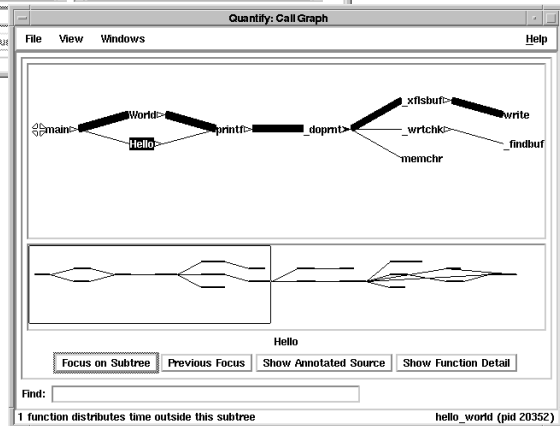 Quantify: Call Graph
File View Windows Help
_xflsbuf
World write
main printf _doprnt _wrtchk
Hello _findbuf
memchr
Hello
Focus on Subtree Previous Focus Show Annotated Source Show Function Detail
Find:
1 function distributes time outside this subtree hello_world (pid 20352)